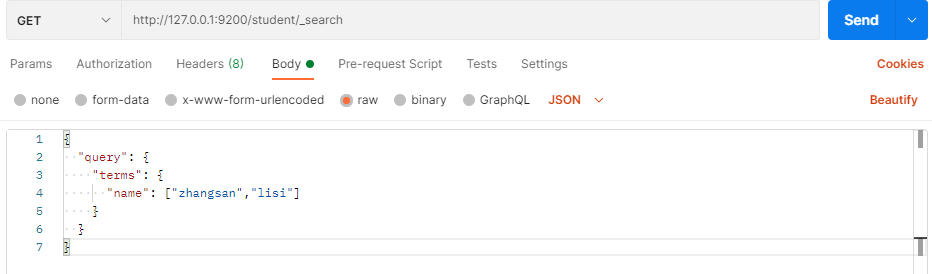 GET http://127.0.0.1:9200/student/_search Send
Params Authorization Headers (8) Body Pre-request Script Tests Settings Cookies
none form-data x-www-form-urlencoded raw binary GraphQL JSON Beautify
1 {
2 "query": {
3 "terms": {
4 "name": ["zhangsan","lisi"]
5 }
6 }
7 }